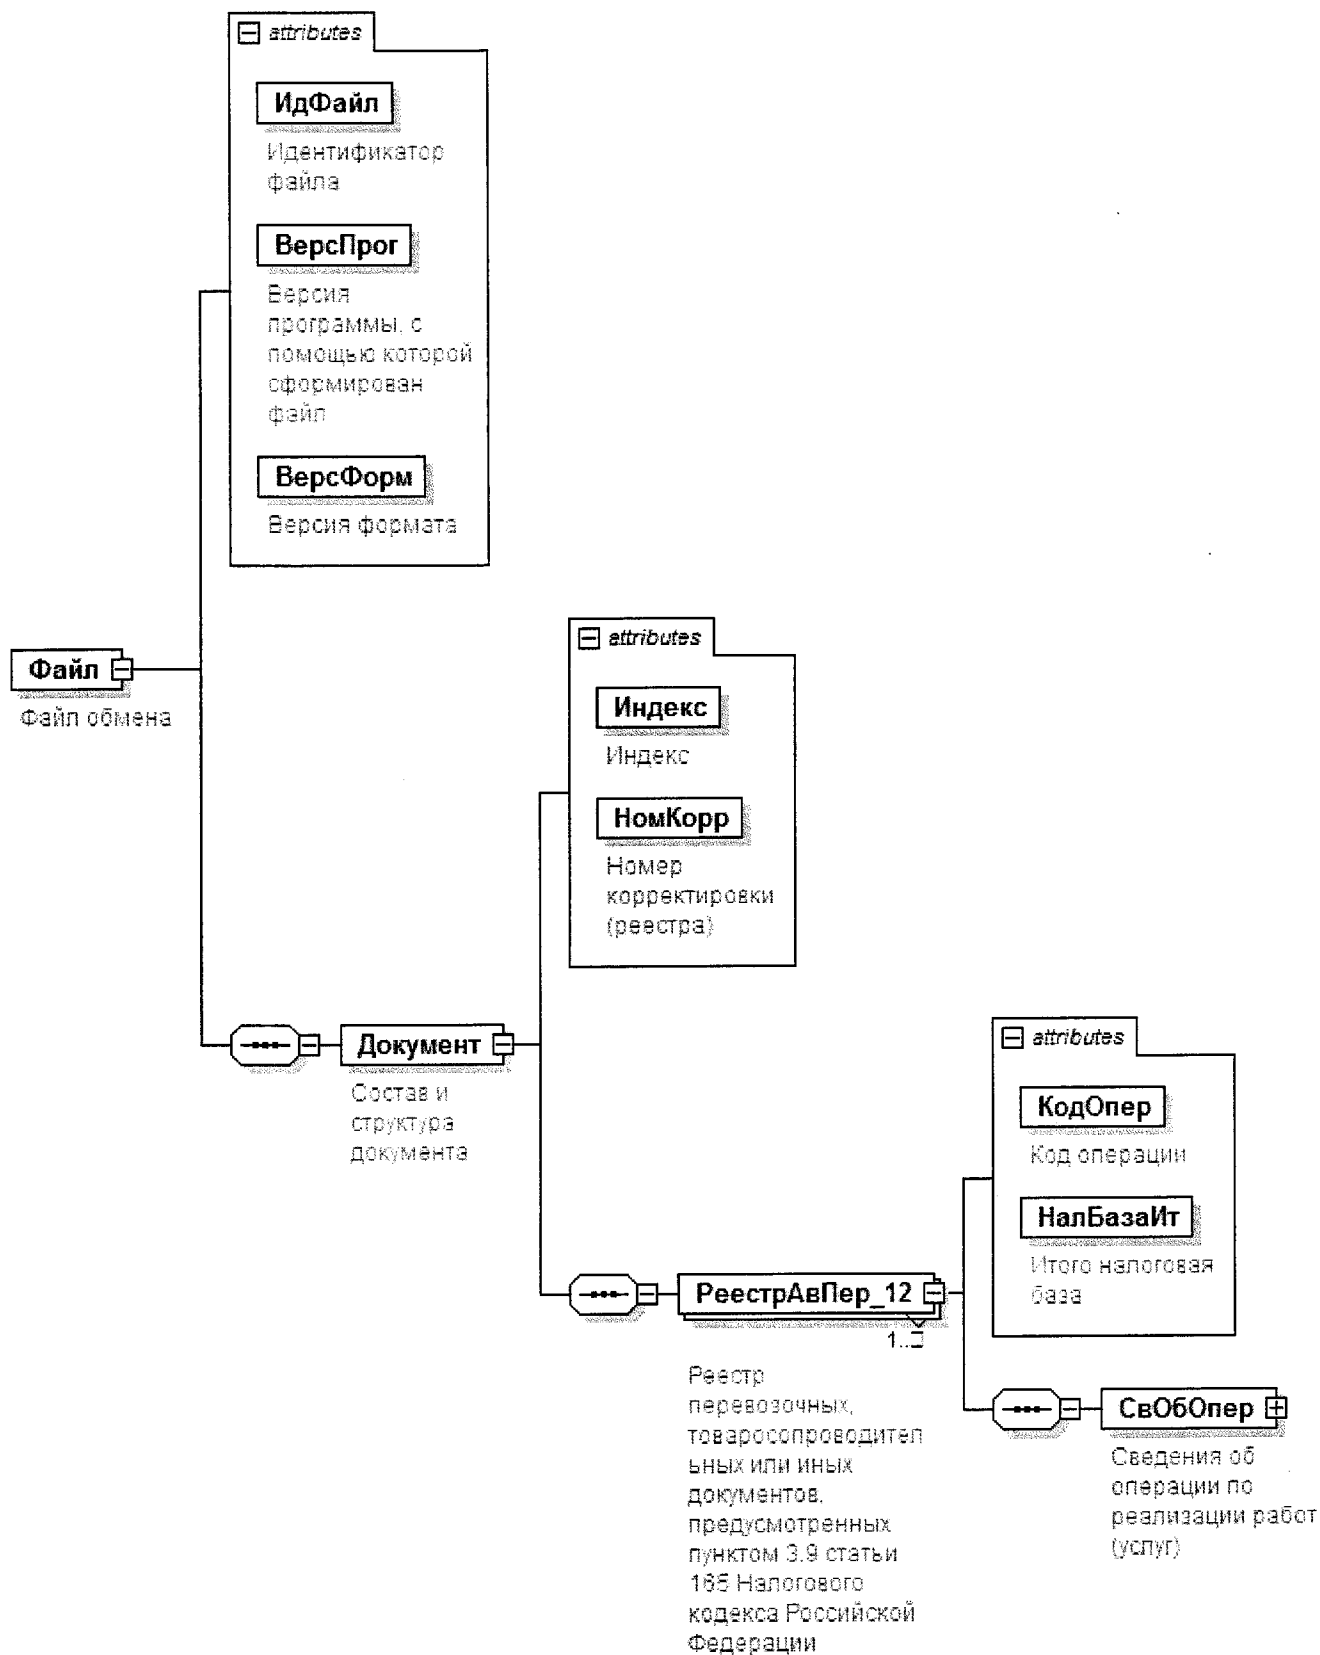 attributes
ИдФайл
Идентификатор
файла
ВерсПрог
Версия
программы, с
помощью которой
сформирован
файл
ВерсФорм
Версия формата
Файл
Файл обмена
attributes
Индекс
Индекс
НомКорр
Номер
корректировки
(реестра)
Документ
Состав и
структура
документа
attributes
КодОпер
Код операции
НалБазаИт
Итого налоговая
база
РеестрАвПер_12
1..
Реестр
перевозочных,
товаросопроводител
ьных или иных
документов,
предусмотренных
пунктом 3.9 статьи
165 Налогового
кодекса Российской
Федерации
СвОбОпер
Сведения об
операции по
реализации работ
(услуг)